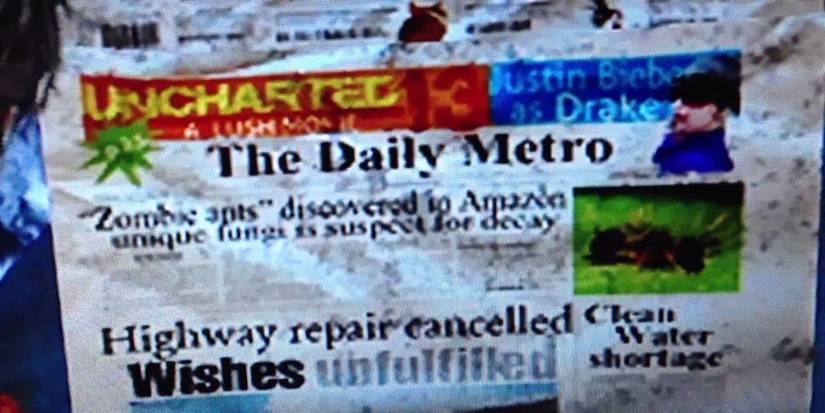 UNCHARTED
Justin Bieber
as Drake
The Daily Metro
"Zombie ants" discovered in Amazon
unique fungi is suspect for decay
Highway repair cancelled
Wishes unfulfilled
Clean
Water
shortage